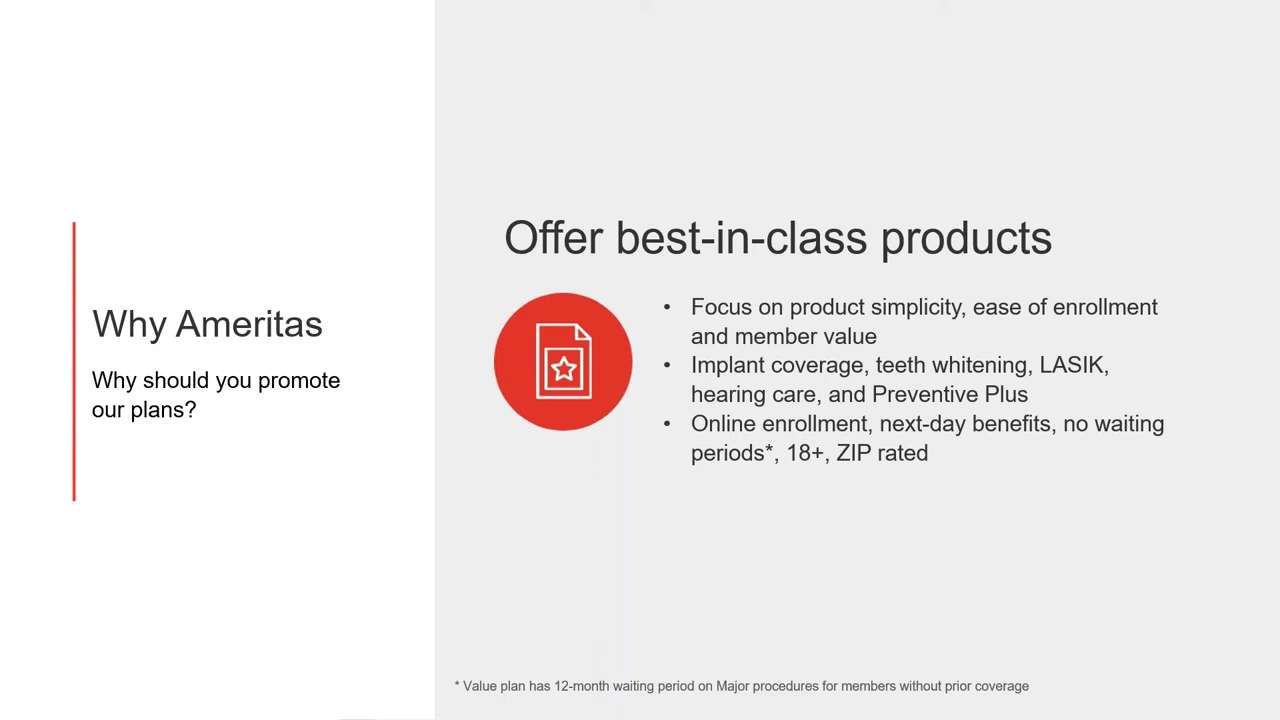 Why Ameritas
Why should you promote
our plans?
Offer best-in-class products
• Focus on product simplicity, ease of enrollment
and member value
• Implant coverage, teeth whitening, LASIK,
hearing care, and Preventive Plus
• Online enrollment, next-day benefits, no waiting
periods*, 18+, ZIP rated
* Value plan has 12-month waiting period on Major procedures for members without prior coverage